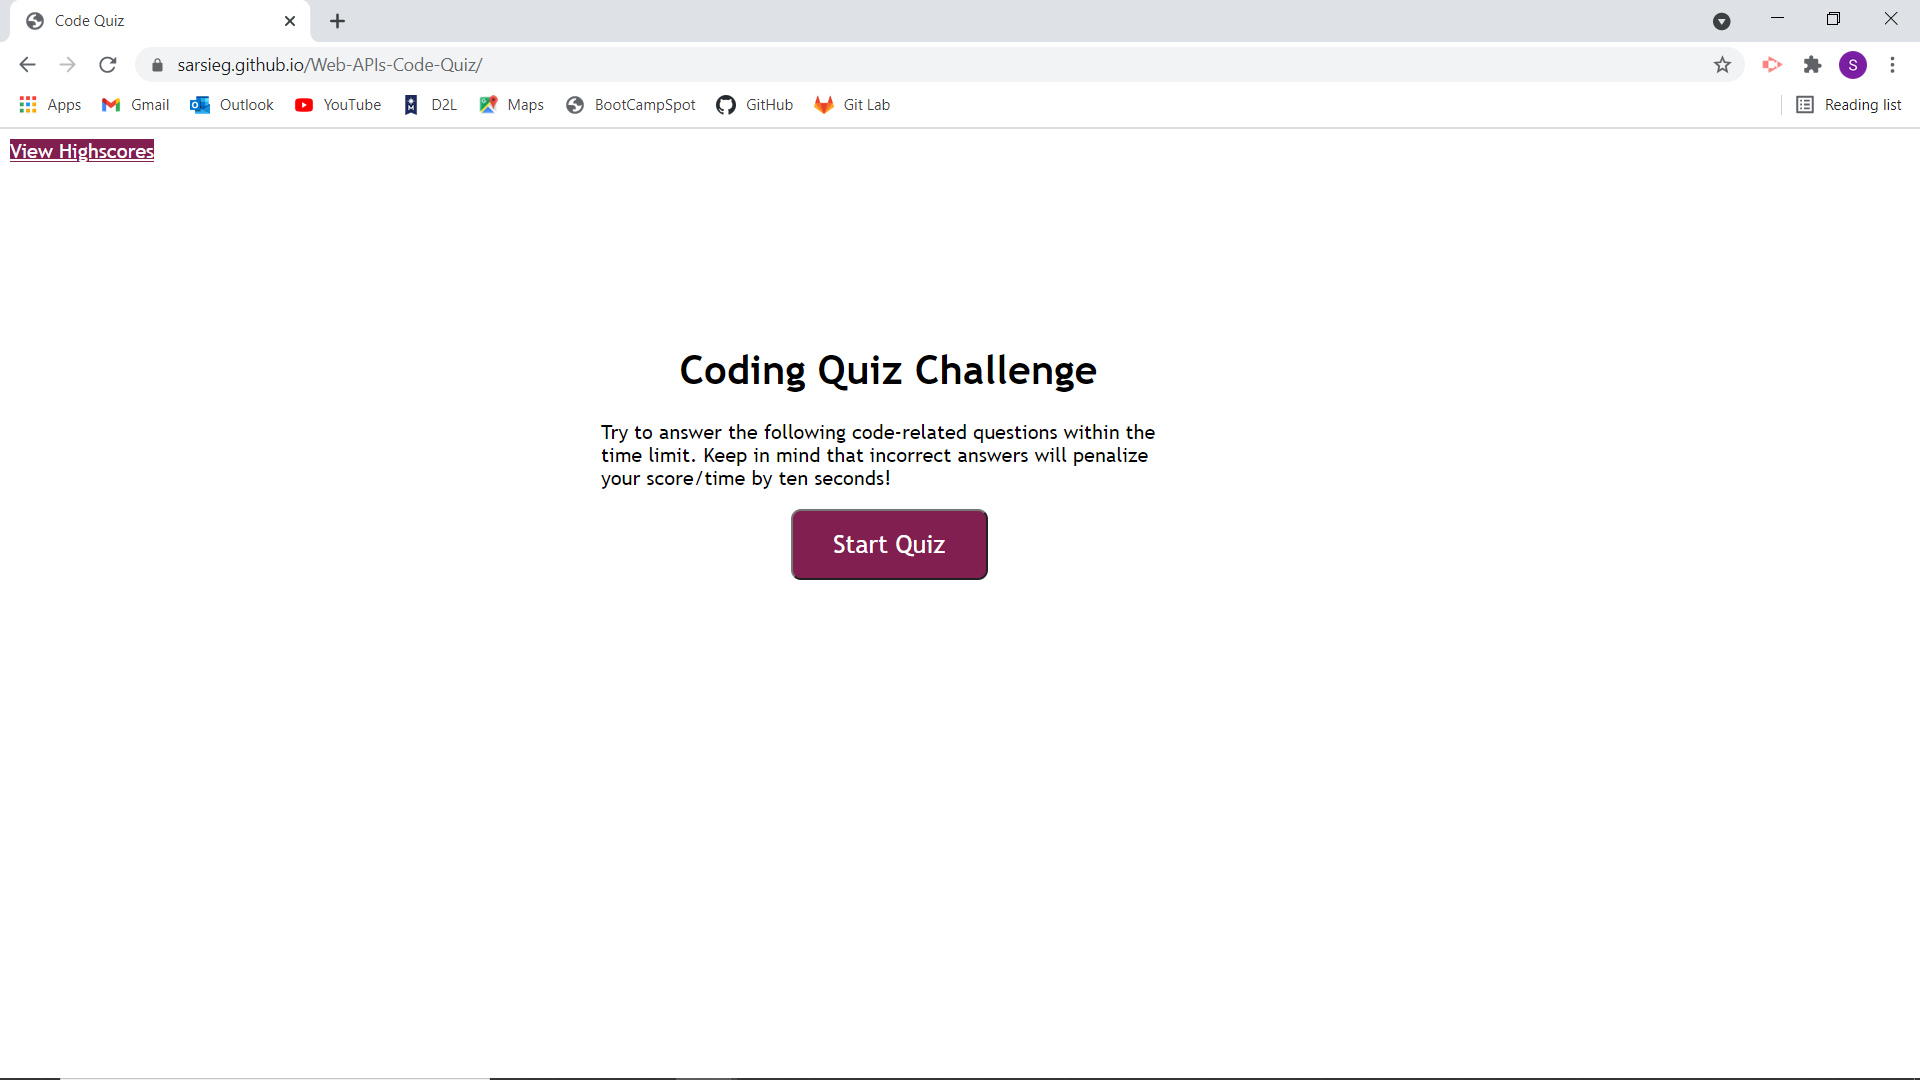 Code Quiz
sarsieg.github.io/Web-APIs-Code-Quiz/
S
Apps Gmail Outlook YouTube D2L Maps BootCampSpot GitHub Git Lab Reading list
View Highscores
Coding Quiz Challenge
Try to answer the following code-related questions within the
time limit. Keep in mind that incorrect answers will penalize
your score/time by ten seconds!
Start Quiz